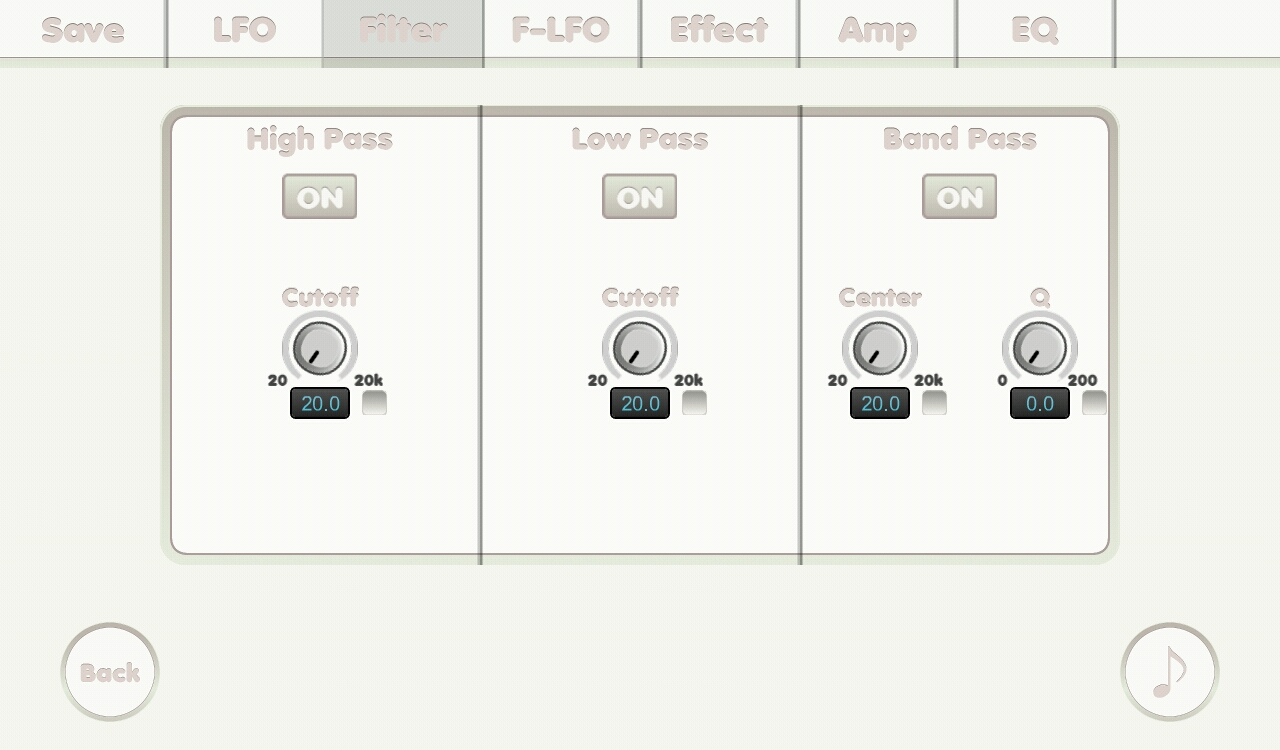 Save LFO Filter F-LFO Effect Amp EQ
High Pass Low Pass Band Pass
ON ON ON
Cutoff Cutoff Center Q
20 20k 20 20k 20 20k 0 200
20.0 20.0 20.0 0.0
Back